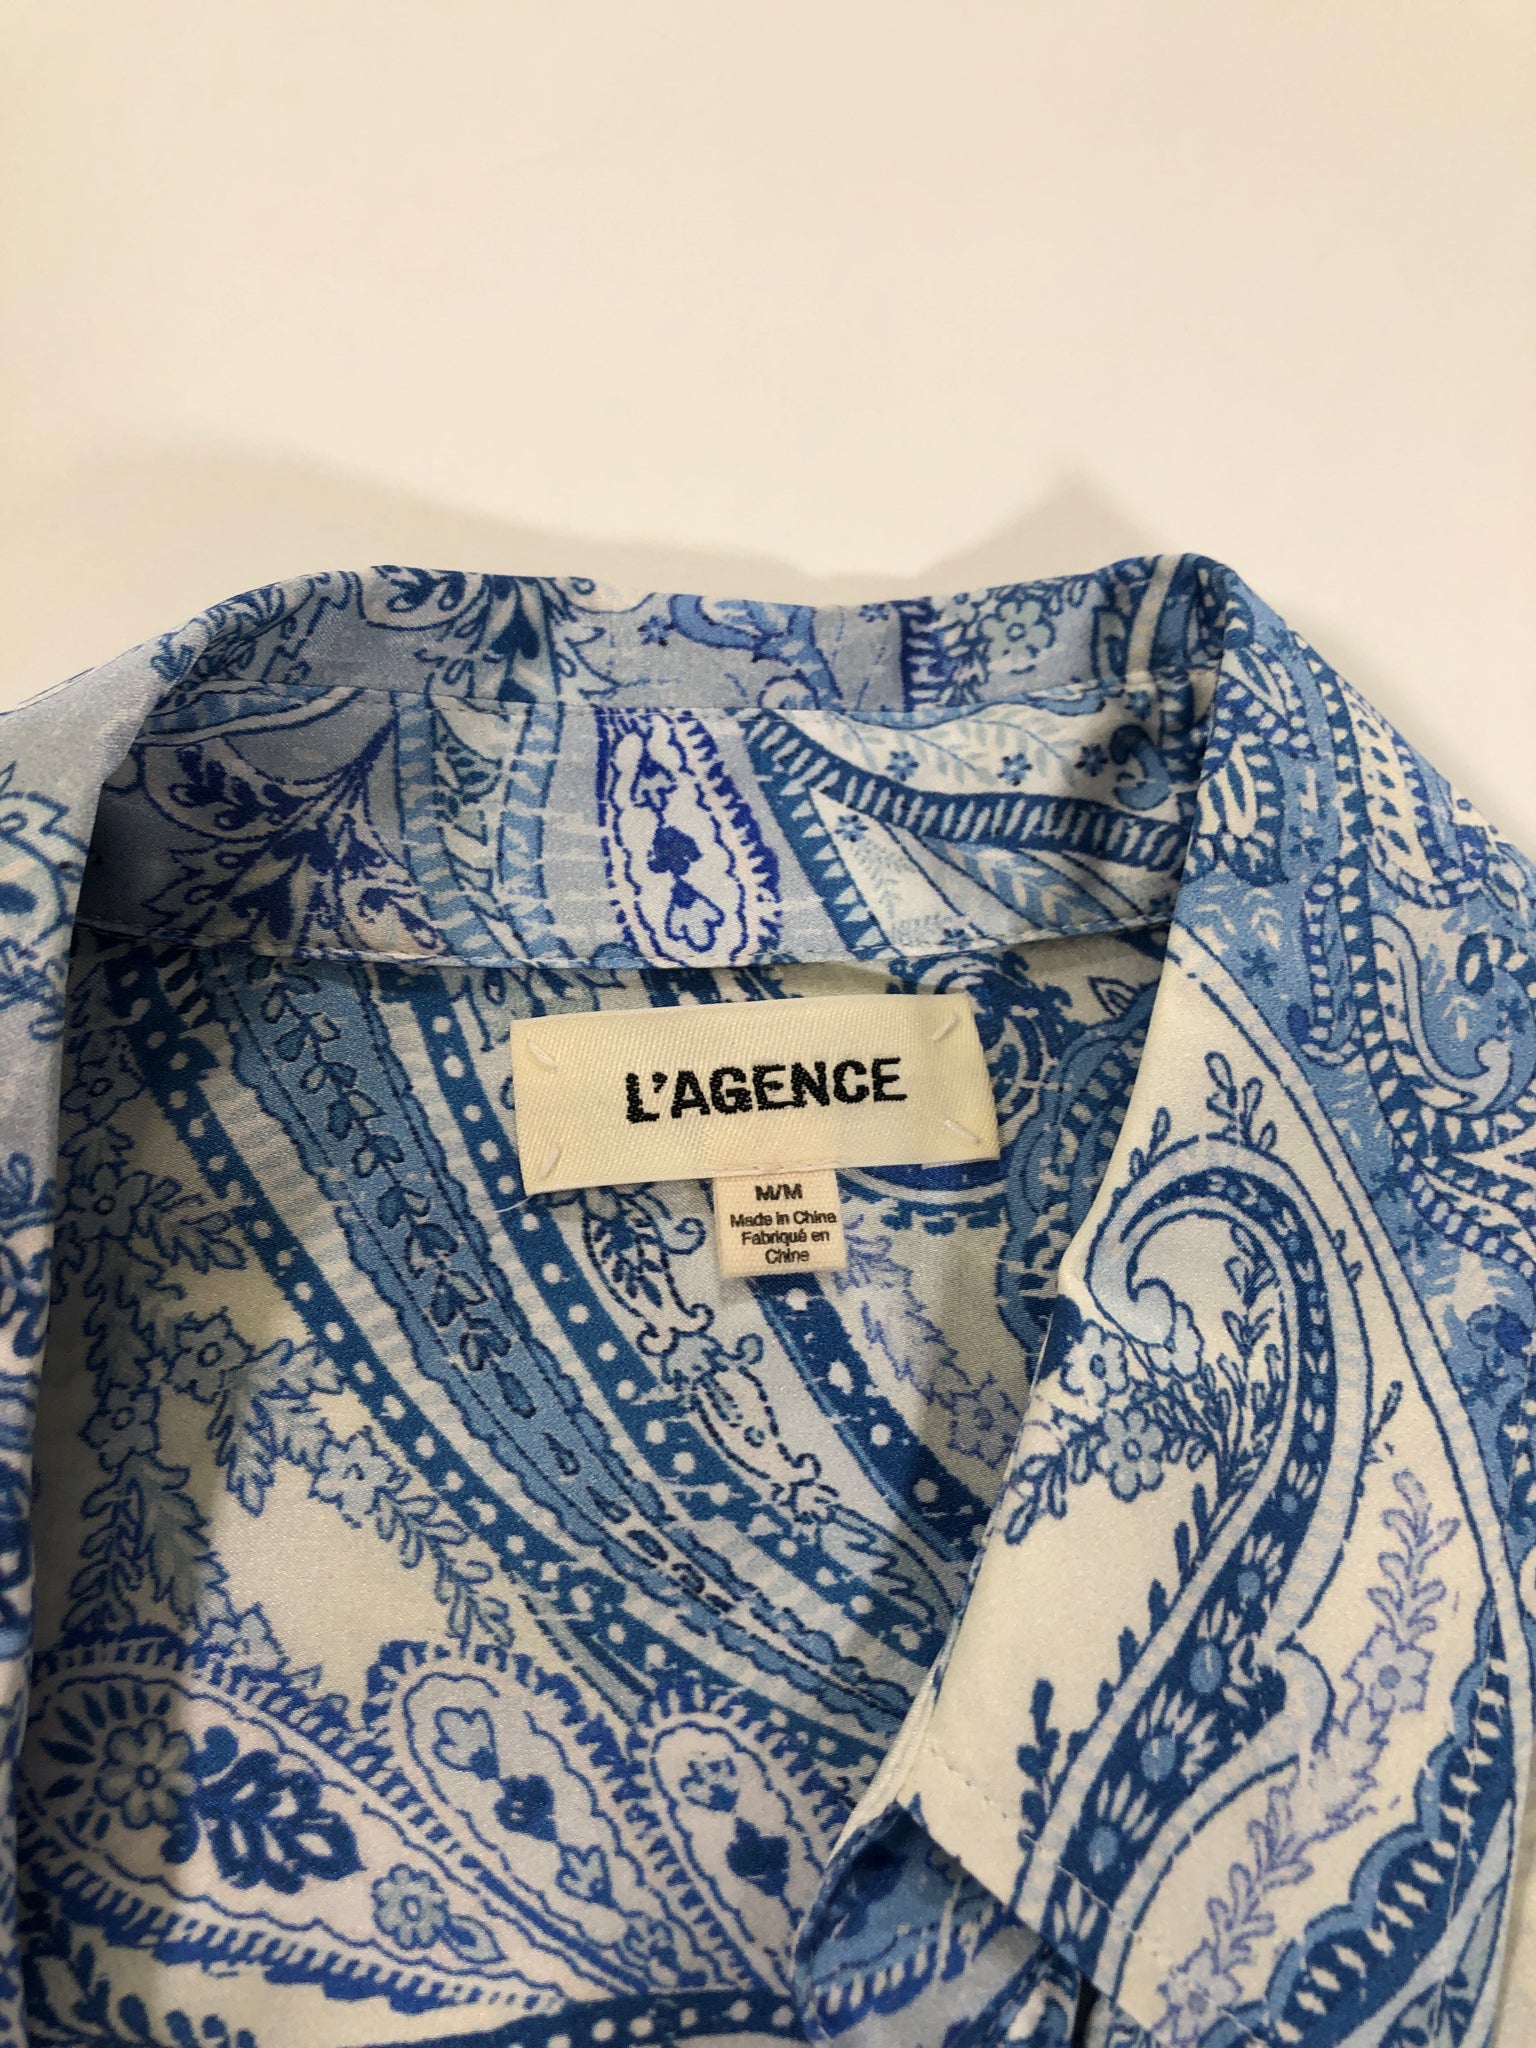 L'AGENCE
M/M
Made in China
Fabriqué en
Chine